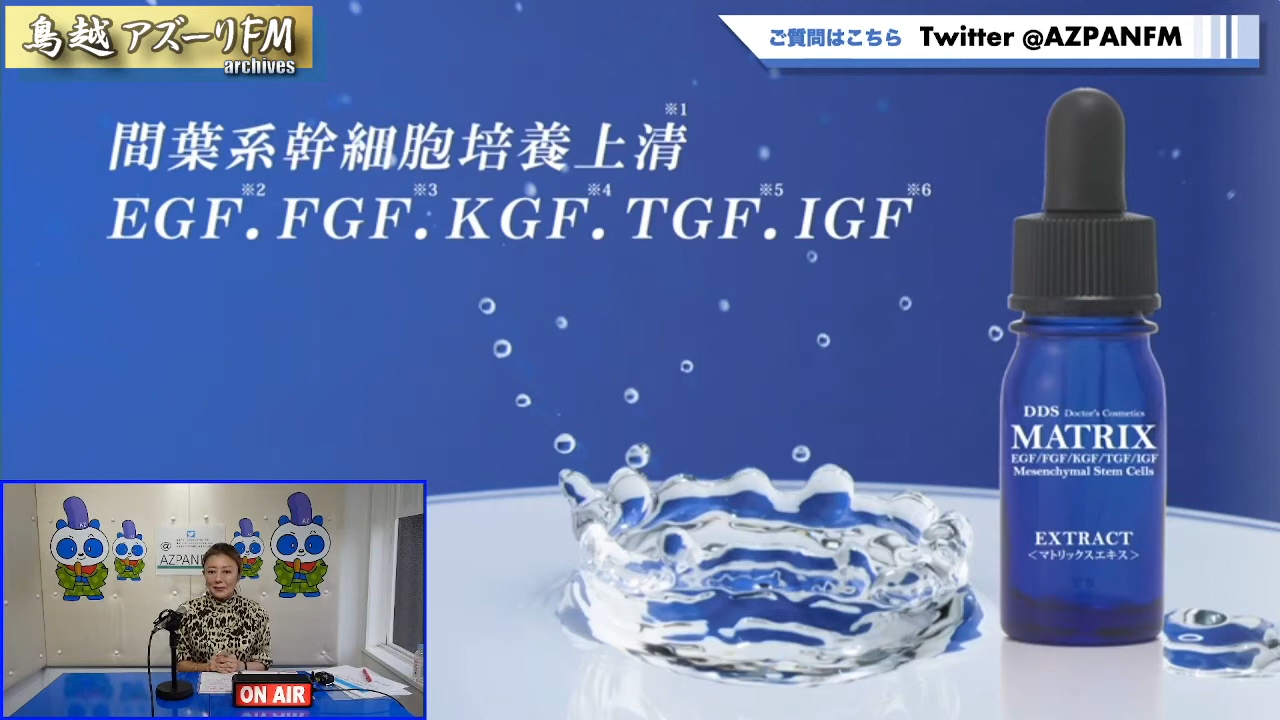 鳥越アズーリFM
archives
ご質問はこちら Twitter @AZPANFM
※1
間葉系幹細胞培養上清
※2 ※3 ※4 ※5 ※6
EGF. FGF. KGF. TGF. IGF
DDS Doctor's Cosmetics
MATRIX
EGF/FGF/KGF/TGF/IGF
Mesenchymal Stem Cells
EXTRACT
<マトリックスエキス>
@
AZPANFM
ON AIR